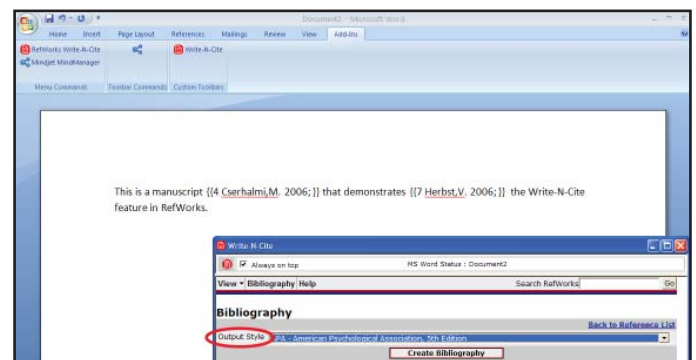 Document2 - Microsoft Word
Home Insert Page Layout References Mailings Review View Add-Ins
RefWorks Write-N-Cite Write-N-Cite
Mindjet MindManager
Menu Commands Toolbar Commands Custom Toolbars
This is a manuscript {{4 Cserhalmi,M. 2006; }} that demonstrates {{7 Herbst,V. 2006; }} the Write-N-Cite
feature in RefWorks.
Write-N-Cite
Always on top MS Word Status : Document2
View Bibliography Help Search RefWorks Go
Bibliography
Back to Reference List
Output Style APA - American Psychological Association, 5th Edition
Create Bibliography